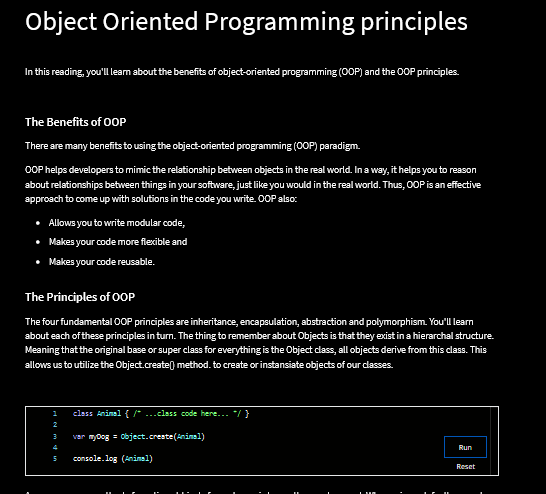 Object Oriented Programming principles
In this reading, you'll learn about the benefits of object-oriented programming (OOP) and the OOP principles.
The Benefits of OOP
There are many benefits to using the object-oriented programming (OOP) paradigm.
OOP helps developers to mimic the relationship between objects in the real world. In a way, it helps you to reason
about relationships between things in your software, just like you would in the real world. Thus, OOP is an effective
approach to come up with solutions in the code you write. OOP also:
• Allows you to write modular code,
• Makes your code more flexible and
• Makes your code reusable.
The Principles of OOP
The four fundamental OOP principles are inheritance, encapsulation, abstraction and polymorphism. You'll learn
about each of these principles in turn. The thing to remember about Objects is that they exist in a hierarchal structure.
Meaning that the original base or super class for everything is the Object class, all objects derive from this class. This
allows us to utilize the Object.create() method. to create or instansiate objects of our classes.
1 class Animal { /* ...class code here... */ }
2
3 var myDog = Object.create(Animal)
4
5 console.log (Animal)
Run
Reset